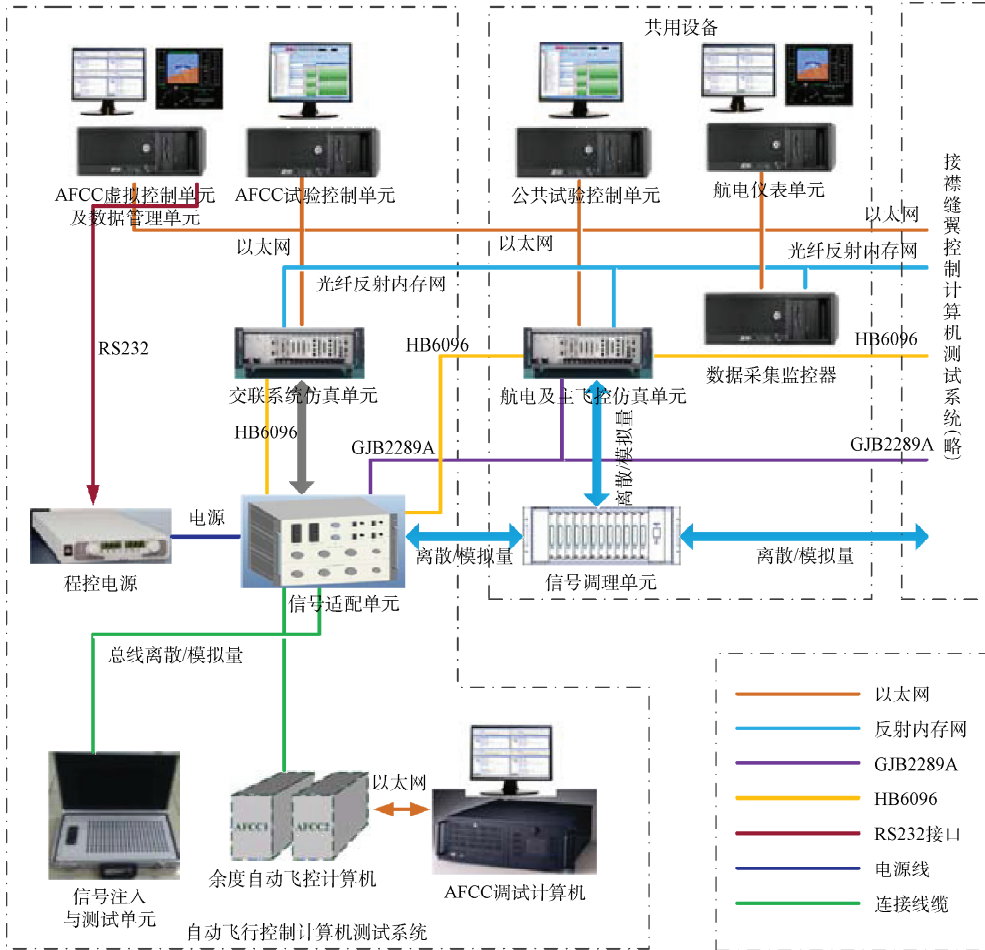 共用设备
AFCC虚拟控制单元
及数据管理单元
AFCC试验控制单元
公共试验控制单元
航电仪表单元
以太网
以太网
以太网
光纤反射内存网
光纤反射内存网
接襟缝翼控制计算机测试系统(略)
RS232
HB6096
HB6096
数据采集监控器
交联系统仿真单元
航电及主飞控仿真单元
HB6096
GJB2289A
离散/模拟量
GJB2289A
电源
程控电源
离散/模拟量
信号调理单元
离散/模拟量
信号适配单元
总线离散/模拟量
以太网
AFCC1
AFCC2
余度自动飞控计算机
AFCC调试计算机
信号注入
与测试单元
自动飞行控制计算机测试系统
以太网
反射内存网
GJB2289A
HB6096
RS232接口
电源线
连接线缆